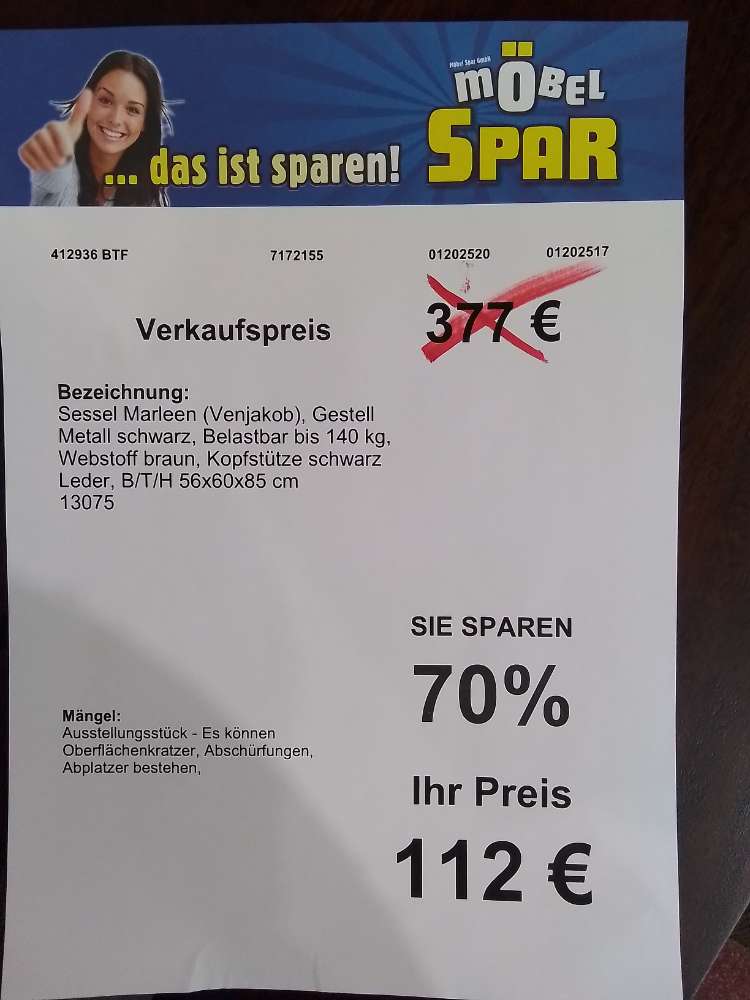 Möbel Spar GmbH
MÖBEL
SPAR
... das ist sparen!
412936 BTF 7172155 01202520 01202517
Verkaufspreis 377 €
Bezeichnung:
Sessel Marleen (Venjakob), Gestell
Metall schwarz, Belastbar bis 140 kg,
Webstoff braun, Kopfstütze schwarz
Leder, B/T/H 56x60x85 cm
13075
SIE SPAREN
70%
Mängel:
Ausstellungsstück - Es können
Oberflächenkratzer, Abschürfungen,
Abplatzer bestehen,
Ihr Preis
112 €